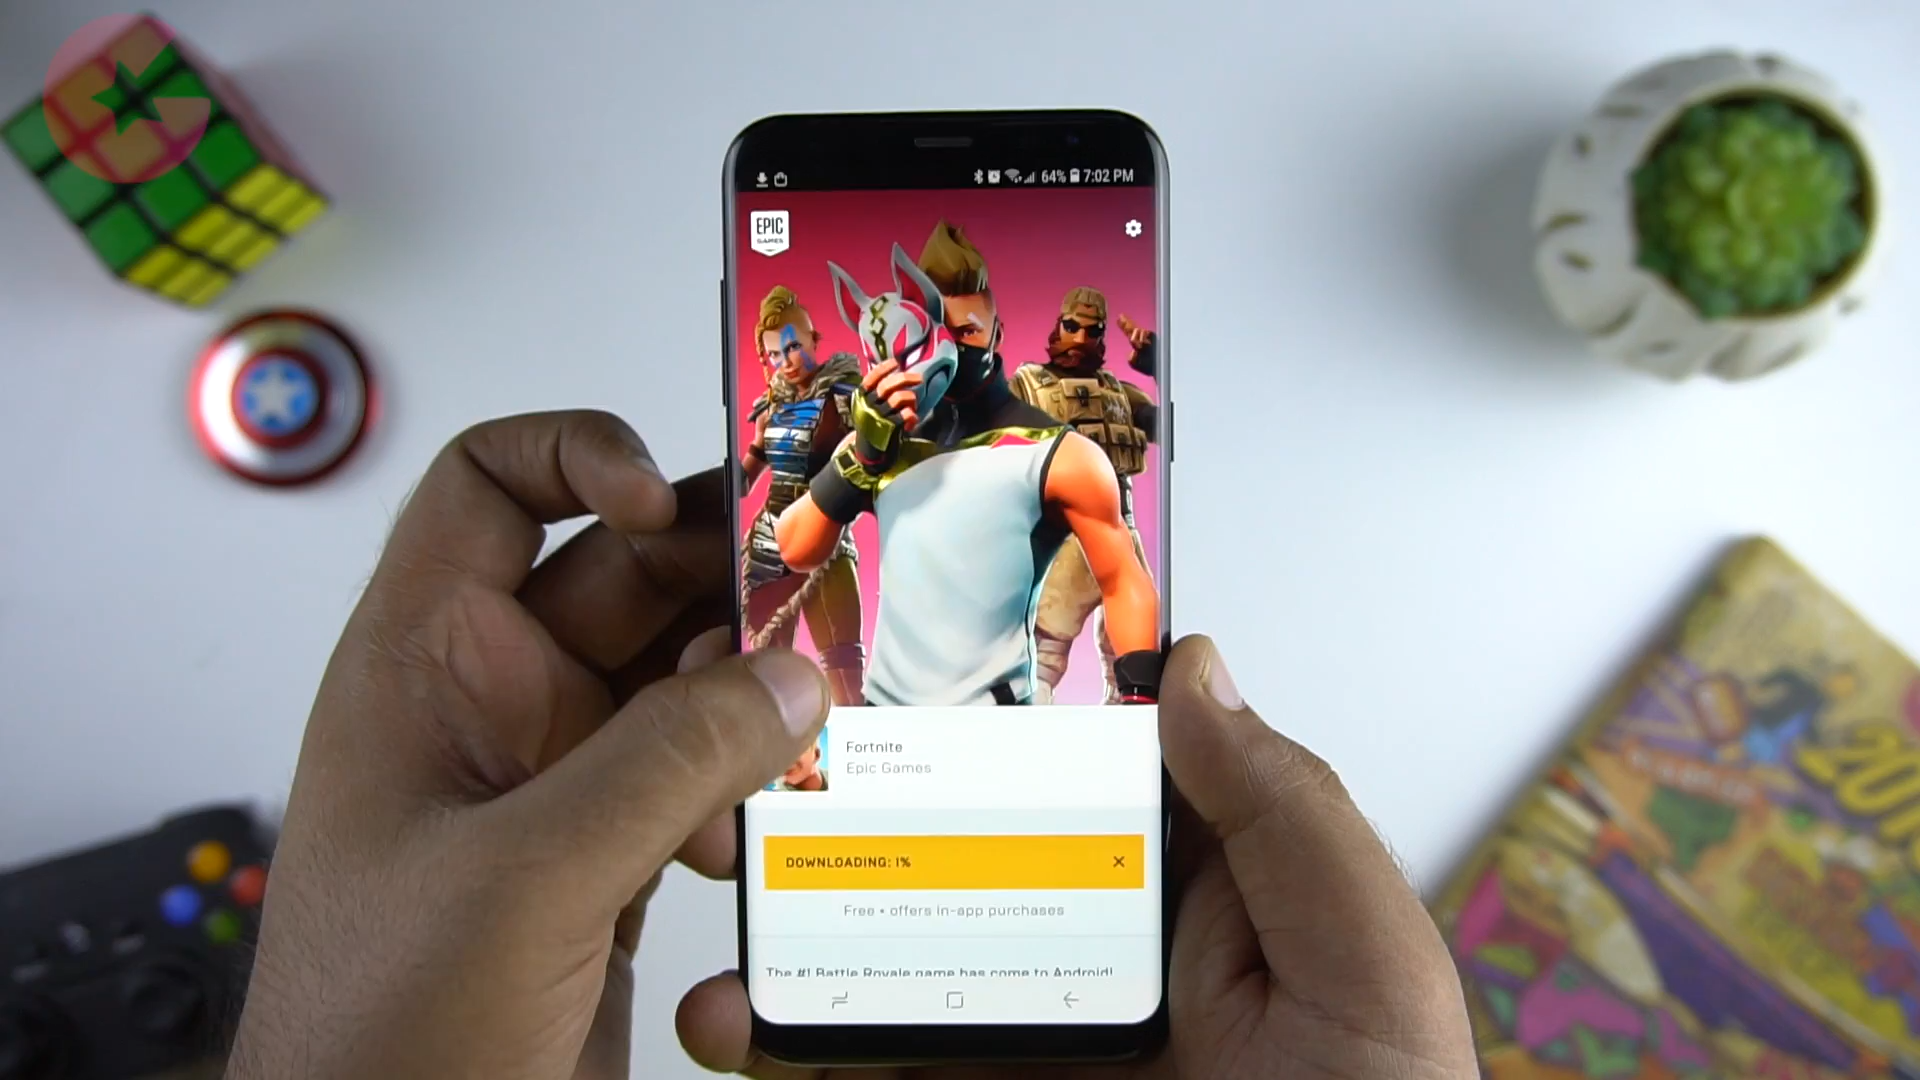 64% 7:02 PM
EPIC
GAMES
Fortnite
Epic Games
DOWNLOADING: 1%
Free • offers in-app purchases
The #1 Battle Royale game has come to Android!